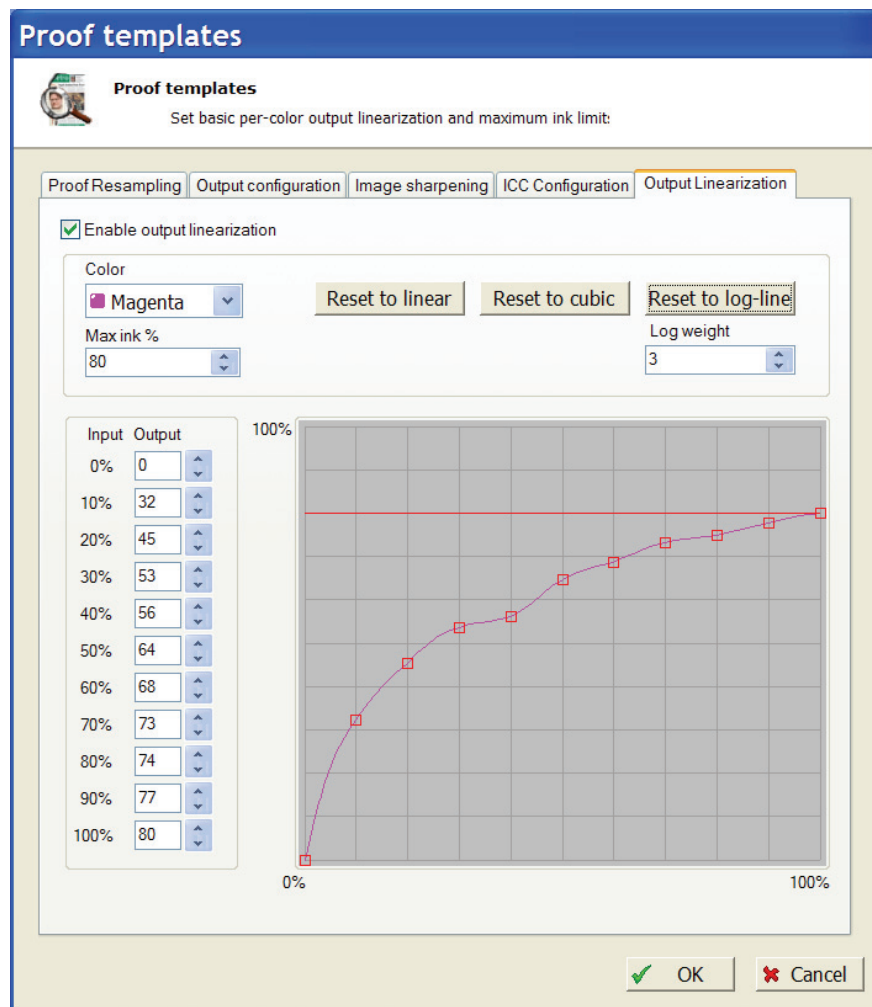 Proof templates
Proof templates
Set basic per-color output linearization and maximum ink limit:
Proof Resampling Output configuration Image sharpening ICC Configuration Output Linearization
Enable output linearization
Color
Magenta Reset to linear Reset to cubic Reset to log-line
Max ink % Log weight
80 3
Input Output 100%
0% 0
10% 32
20% 45
30% 53
40% 56
50% 64
60% 68
70% 73
80% 74
90% 77
100% 80
0% 100%
OK Cancel